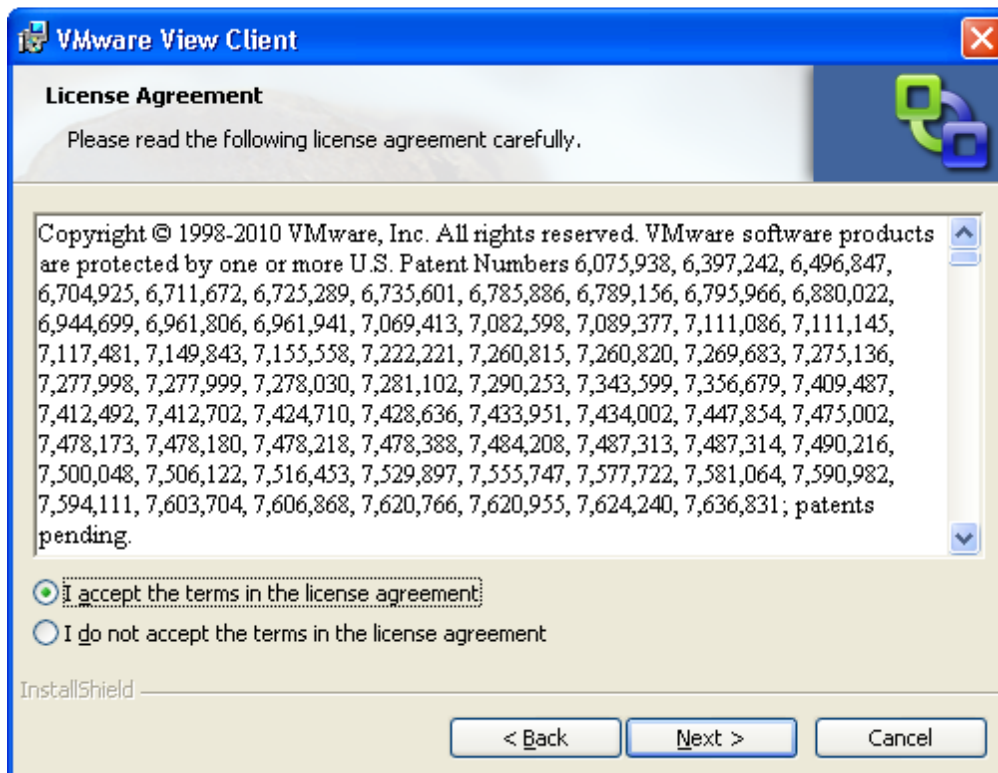 VMware View Client
License Agreement
Please read the following license agreement carefully.
Copyright © 1998-2010 VMware, Inc. All rights reserved. VMware software products
are protected by one or more U.S. Patent Numbers 6,075,938, 6,397,242, 6,496,847,
6,704,925, 6,711,672, 6,725,289, 6,735,601, 6,785,886, 6,789,156, 6,795,966, 6,880,022,
6,944,699, 6,961,806, 6,961,941, 7,069,413, 7,082,598, 7,089,377, 7,111,086, 7,111,145,
7,117,481, 7,149,843, 7,155,558, 7,222,221, 7,260,815, 7,260,820, 7,269,683, 7,275,136,
7,277,998, 7,277,999, 7,278,030, 7,281,102, 7,290,253, 7,343,599, 7,356,679, 7,409,487,
7,412,492, 7,412,702, 7,424,710, 7,428,636, 7,433,951, 7,434,002, 7,447,854, 7,475,002,
7,478,173, 7,478,180, 7,478,218, 7,478,388, 7,484,208, 7,487,313, 7,487,314, 7,490,216,
7,500,048, 7,506,122, 7,516,453, 7,529,897, 7,555,747, 7,577,722, 7,581,064, 7,590,982,
7,594,111, 7,603,704, 7,606,868, 7,620,766, 7,620,955, 7,624,240, 7,636,831; patents
pending.
I accept the terms in the license agreement
I do not accept the terms in the license agreement
InstallShield
< Back Next > Cancel